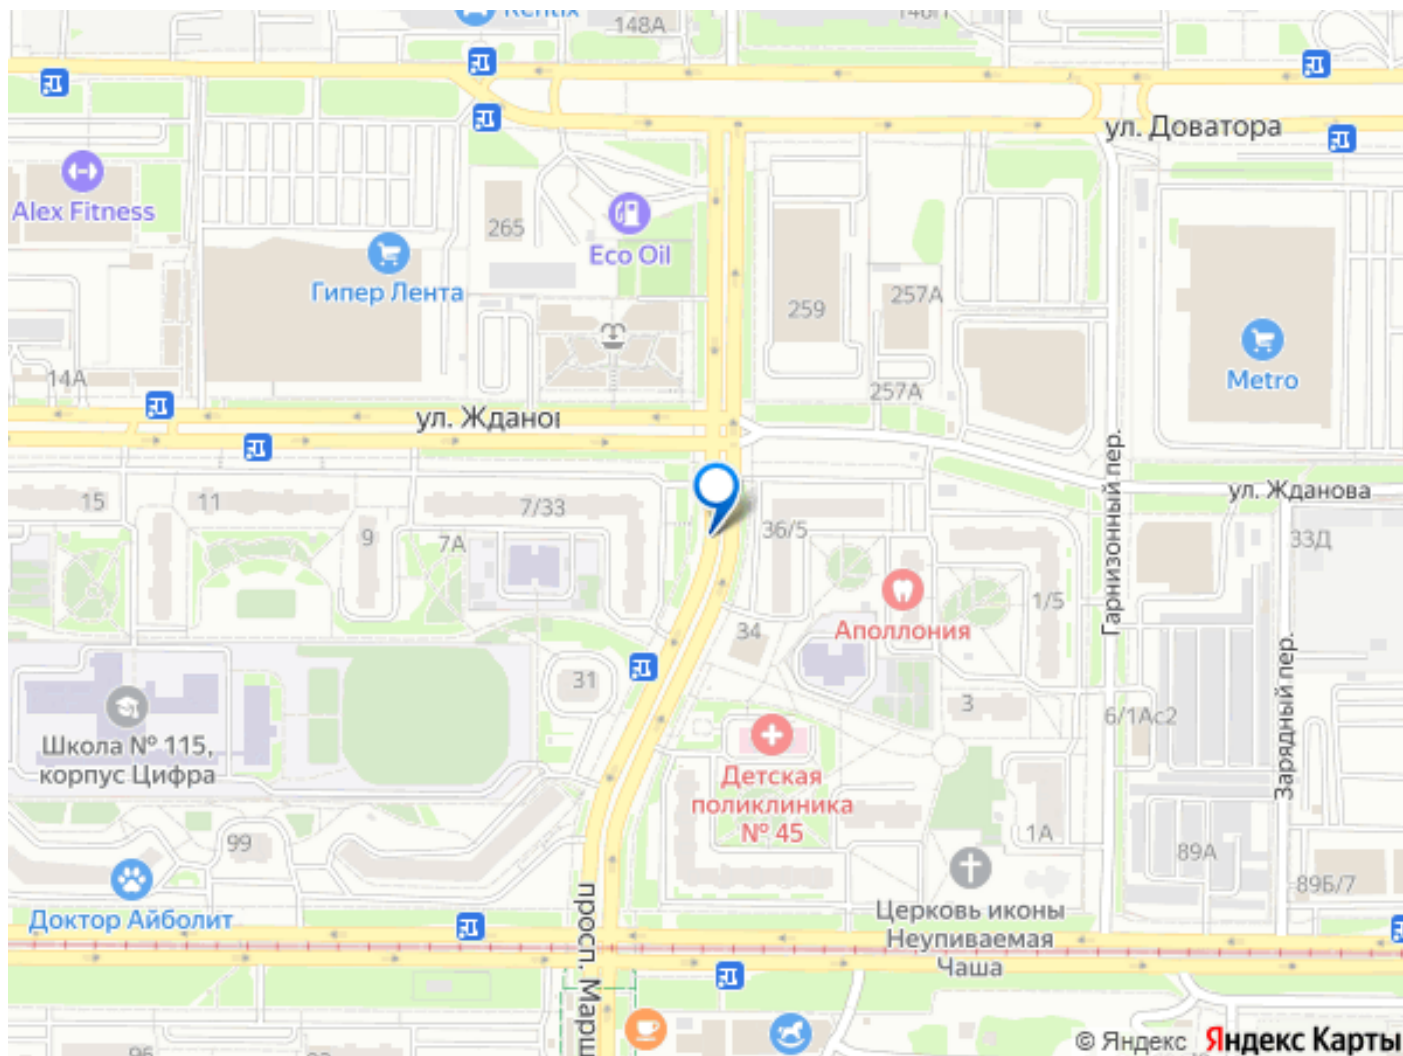 Kentix
148А
ул. Доватора
Alex Fitness
265
Eco Oil
Гипер Лента
259
257А
Metro
14А
257А
ул. Жданов
Гарнизонный пер.
ул. Жданова
15
11
7/33
36/5
33Д
9
7А
Аполлония
1/5
34
31
3
6/1Ас2
Зарядный пер.
Школа № 115,
корпус Цифра
Детская
поликлиника
№ 45
99
1А
89А
89Б/7
Доктор Айболит
Церковь иконы
Неупиваемая
Чаша
просп. Марш
© Яндекс Яндекс Карты